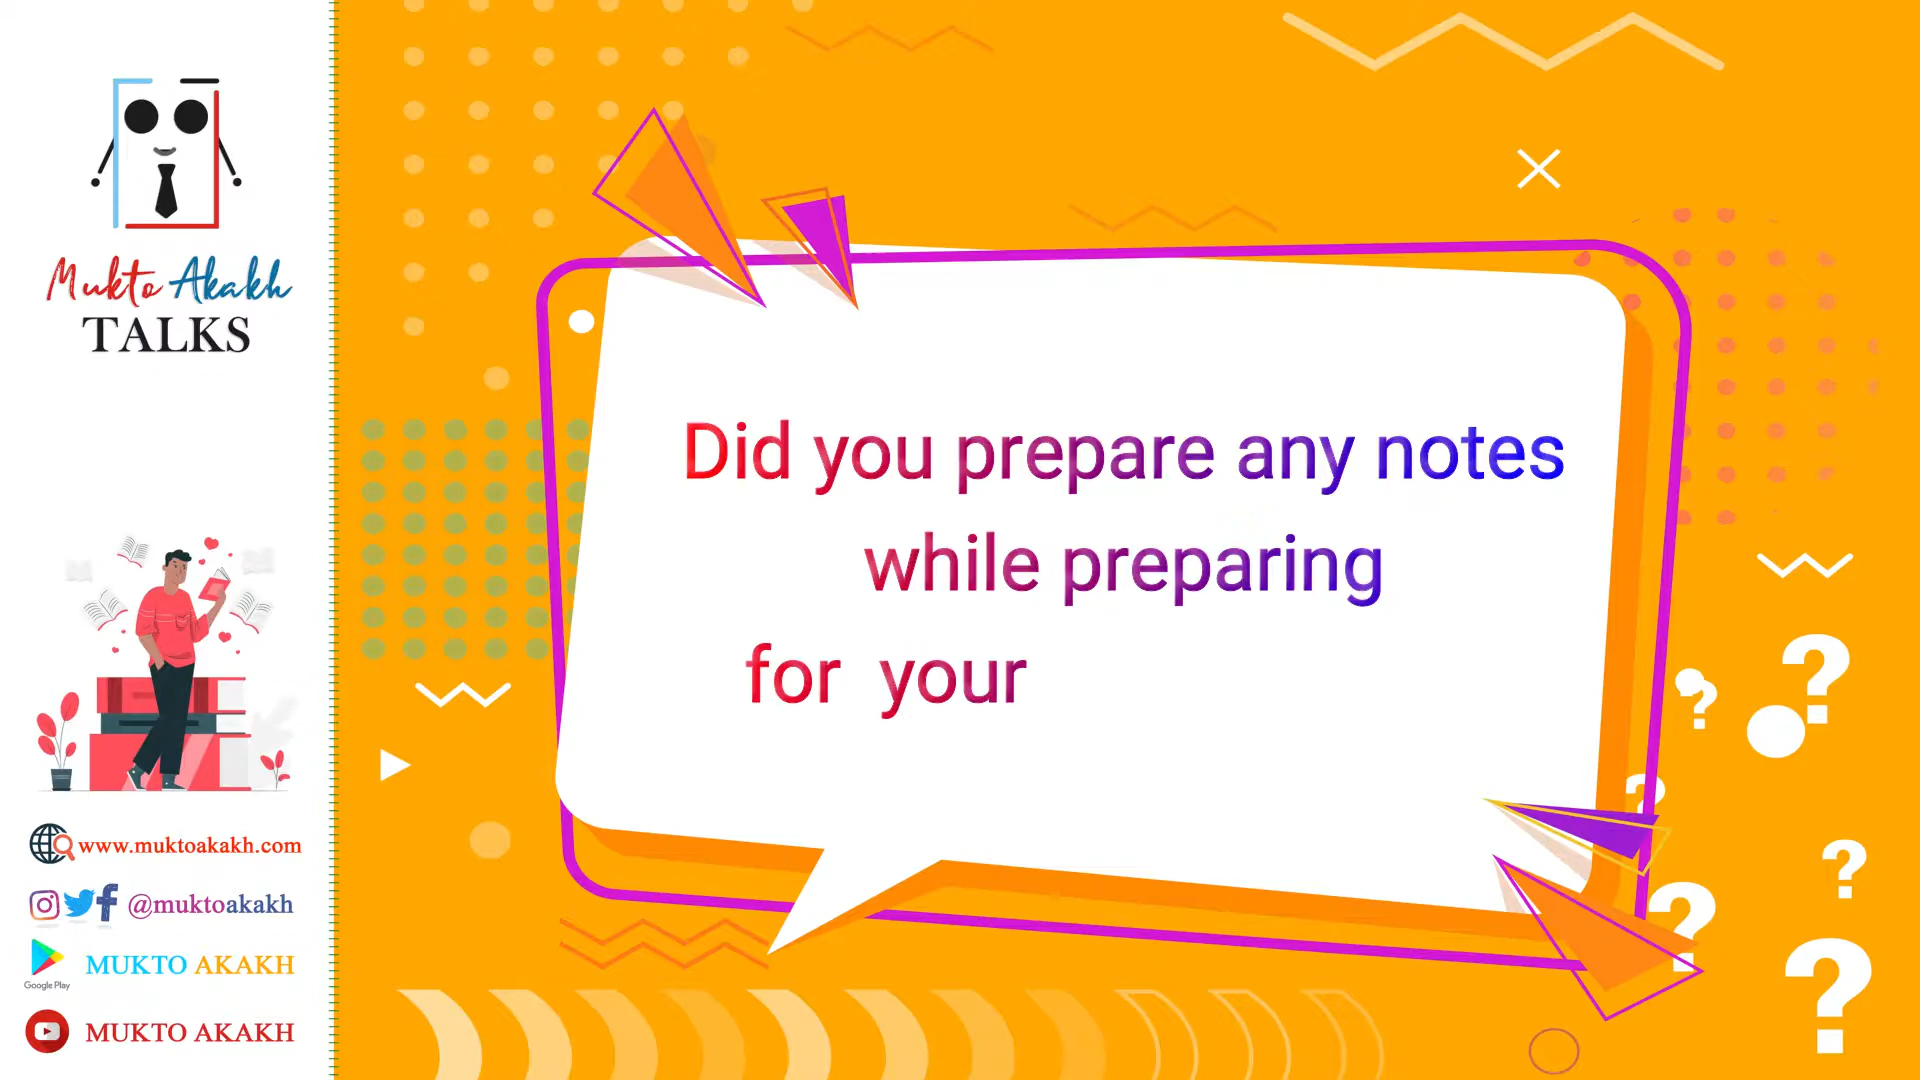 Mukto Akakh
TALKS
www.muktoakakh.com
@muktoakakh
Google Play
MUKTO AKAKH
MUKTO AKAKH
Did you prepare any notes
while preparing
for your
?
?
?
?
?
?